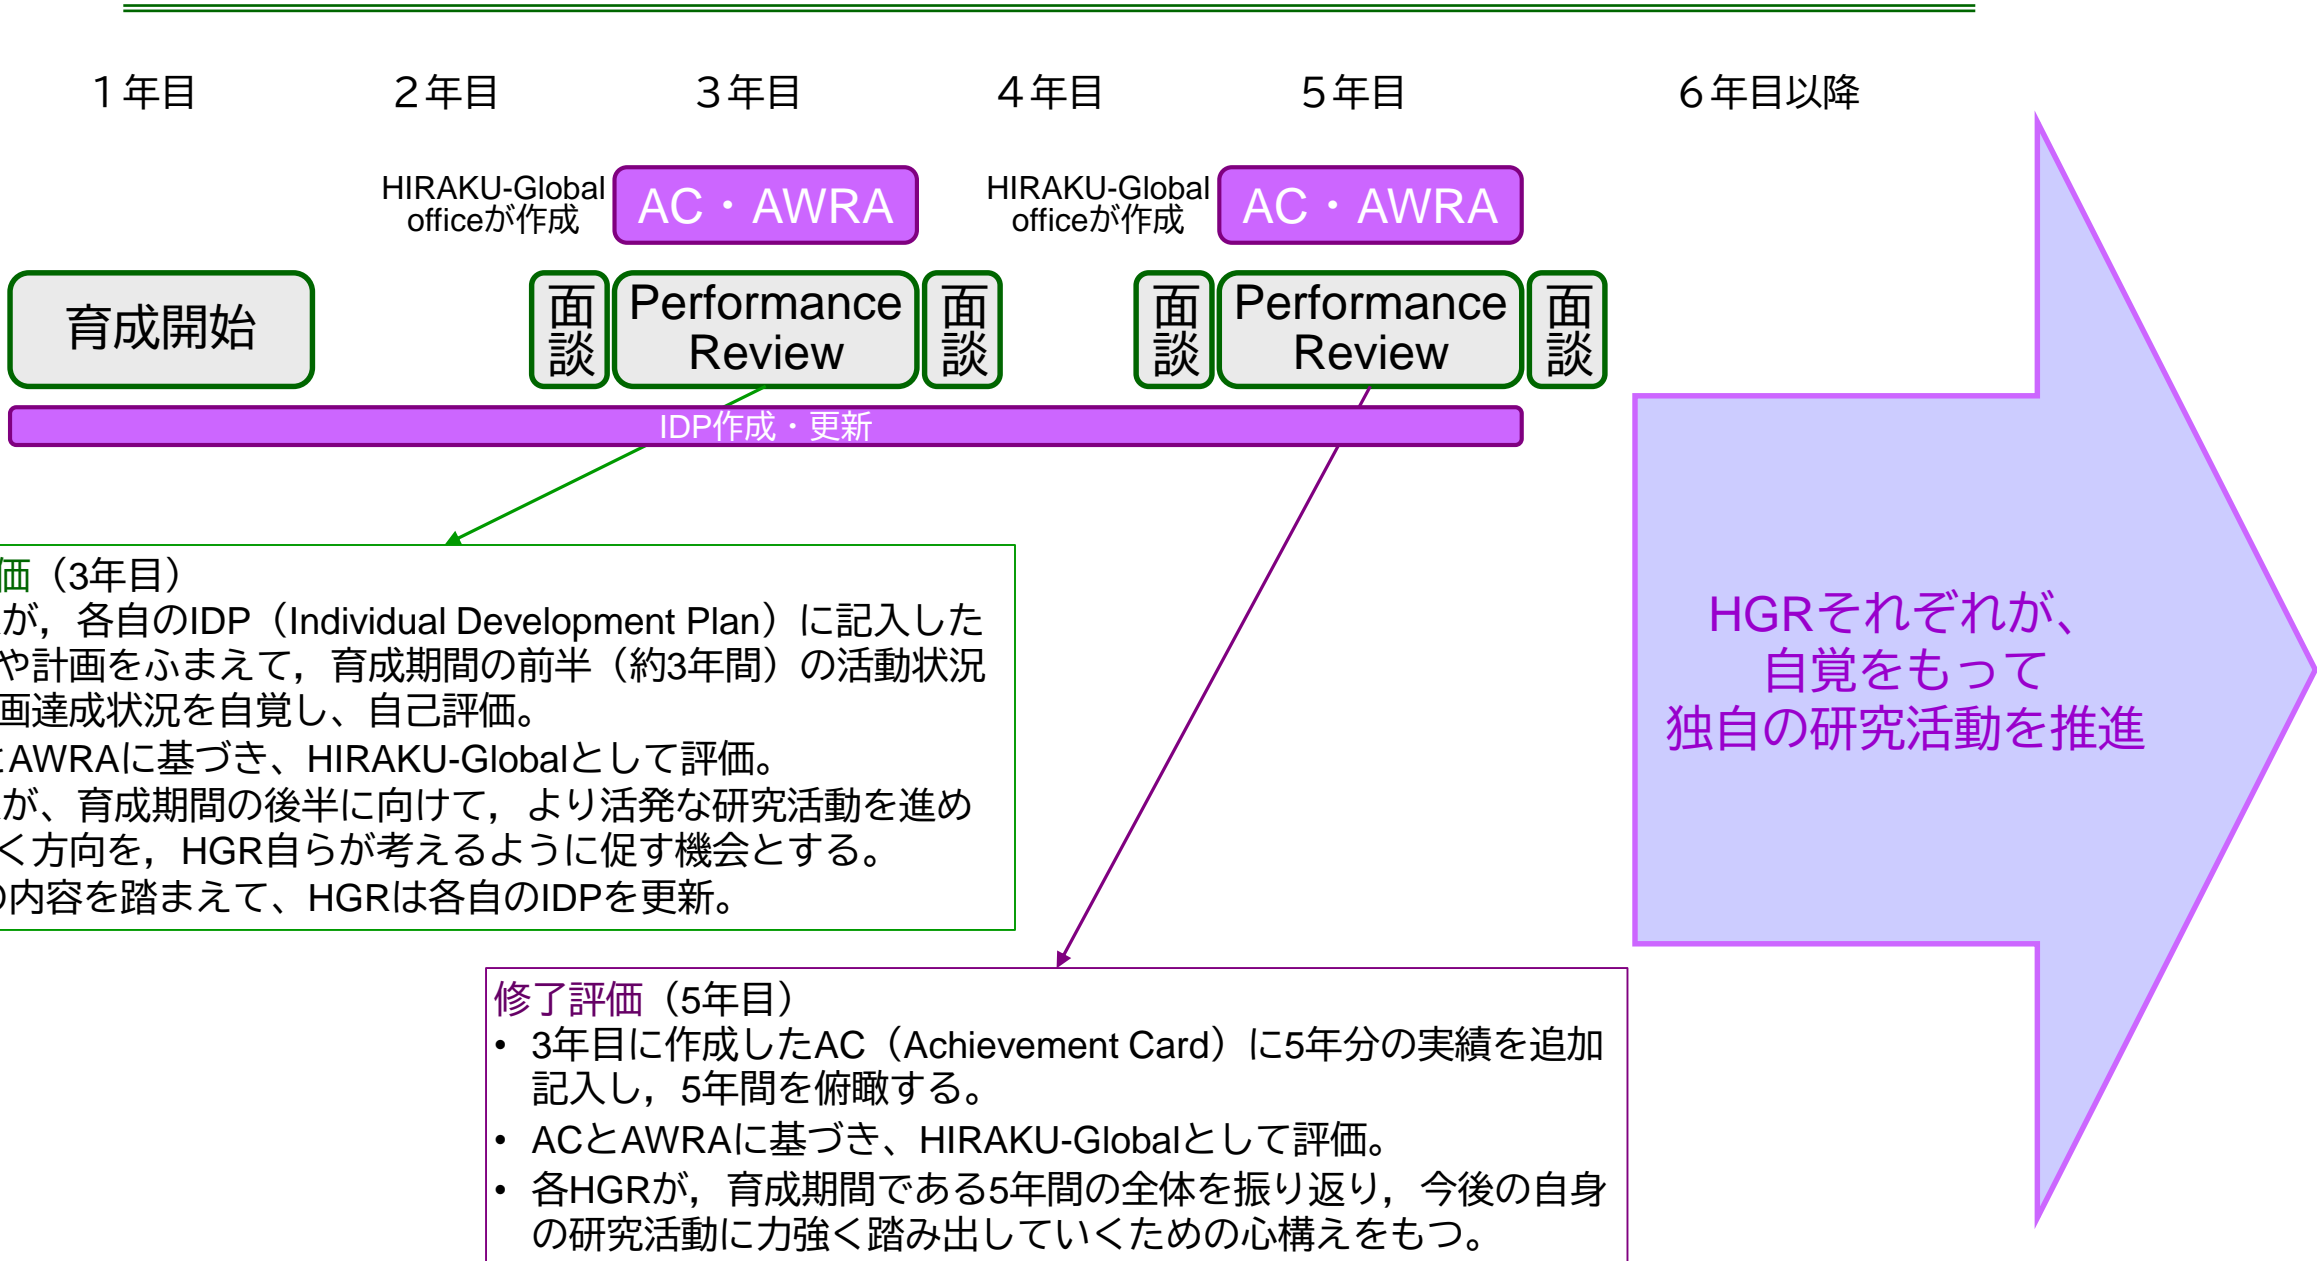 １年目
２年目
３年目
４年目
５年目
６年目以降
HIRAKU-Global
officeが作成
AC・AWRA
HIRAKU-Global
officeが作成
AC・AWRA
育成開始
面談
Performance
Review
面談
面談
Performance
Review
面談
IDP作成・更新
価（3年目）
が，各自のIDP（Individual Development Plan）に記入した
や計画をふまえて，育成期間の前半（約3年間）の活動状況
画達成状況を自覚し、自己評価。
とAWRAに基づき、HIRAKU-Globalとして評価。
が、育成期間の後半に向けて，より活発な研究活動を進め
く方向を，HGR自らが考えるように促す機会とする。
の内容を踏まえて、HGRは各自のIDPを更新。
HGRそれぞれが、
自覚をもって
独自の研究活動を推進
修了評価（5年目）
• 3年目に作成したAC（Achievement Card）に5年分の実績を追加
記入し，5年間を俯瞰する。
• ACとAWRAに基づき、HIRAKU-Globalとして評価。
• 各HGRが，育成期間である5年間の全体を振り返り，今後の自身
の研究活動に力強く踏み出していくための心構えをもつ。